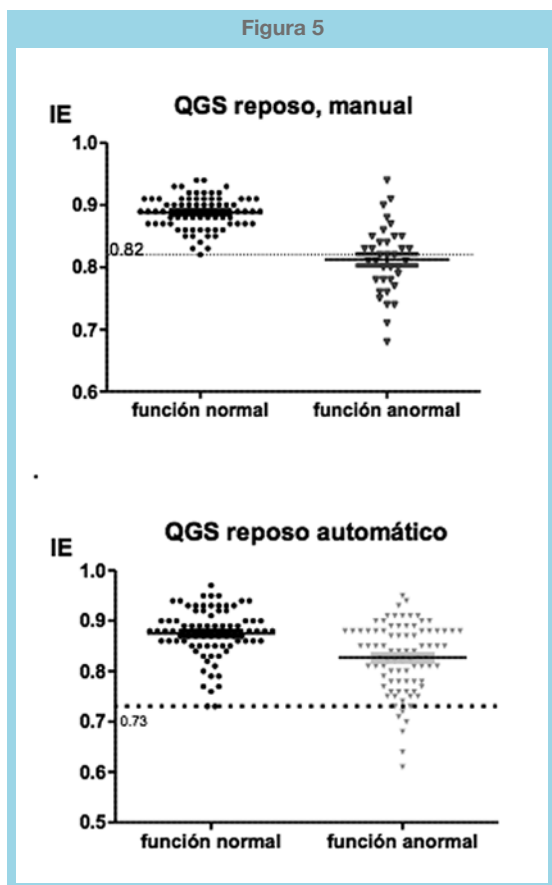 Figura 5
QGS reposo, manual
IE
1.0
0.9
0.82
0.8
0.7
0.6
función normal función anormal
QGS reposo automático
IE
1.0
0.9
0.8
0.7
0.73
0.6
0.5
función normal función anormal